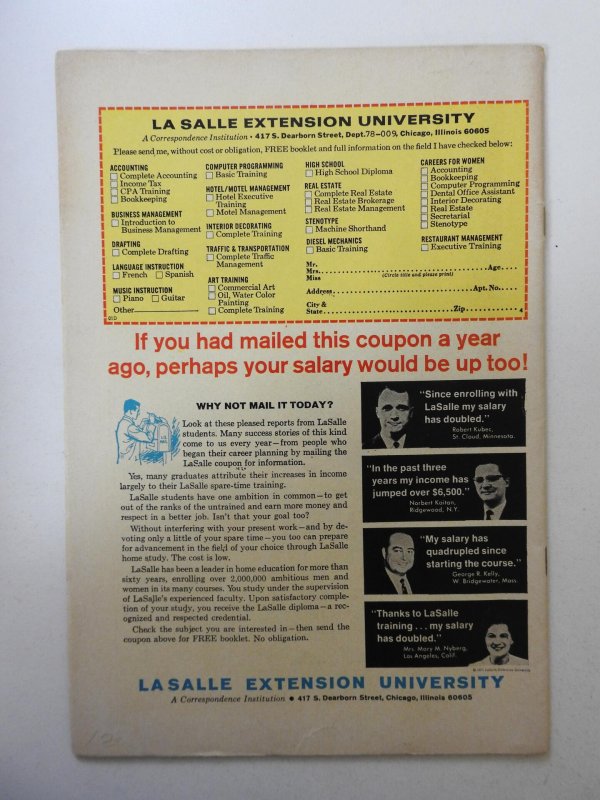 LA SALLE EXTENSION UNIVERSITY
A Correspondence Institution • 417 S. Dearborn Street, Dept. 78-009, Chicago, Illinois 60605
Please send me, without cost or obligation, FREE booklet and full information on the field I have checked below:
ACCOUNTING
Complete Accounting
Income Tax
CPA Training
Bookkeeping
BUSINESS MANAGEMENT
Introduction to
Business Management
DRAFTING
Complete Drafting
LANGUAGE INSTRUCTION
French Spanish
MUSIC INSTRUCTION
Piano Guitar
Other
01D
COMPUTER PROGRAMMING
Basic Training
HOTEL/MOTEL MANAGEMENT
Hotel Executive
Training
Motel Management
INTERIOR DECORATING
Complete Training
TRAFFIC & TRANSPORTATION
Complete Traffic
Management
ART TRAINING
Commercial Art
Oil, Water Color
Painting
Complete Training
HIGH SCHOOL
High School Diploma
REAL ESTATE
Complete Real Estate
Real Estate Brokerage
Real Estate Management
STENOTYPE
Machine Shorthand
DIESEL MECHANICS
Basic Training
CAREERS FOR WOMEN
Accounting
Bookkeeping
Computer Programming
Dental Office Assistant
Interior Decorating
Real Estate
Secretarial
Stenotype
RESTAURANT MANAGEMENT
Executive Training
Mr.
Mrs. Age
Miss (Circle title and please print)
Address Apt. No.
City &
State Zip 4
If you had mailed this coupon a year
ago, perhaps your salary would be up too!
WHY NOT MAIL IT TODAY?
Look at these pleased reports from LaSalle
students. Many success stories of this kind
come to us every year—from people who
began their career planning by mailing the
LaSalle coupon for information.
Yes, many graduates attribute their increases in income
largely to their LaSalle spare-time training.
LaSalle students have one ambition in common—to get
out of the ranks of the untrained and earn more money and
respect in a better job. Isn't that your goal too?
Without interfering with your present work—and by de-
voting only a little of your spare time—you too can prepare
for advancement in the field of your choice through LaSalle
home study. The cost is low.
LaSalle has been a leader in home education for more than
sixty years, enrolling over 2,000,000 ambitious men and
women in its many courses. You study under the supervision
of LaSalle's experienced faculty. Upon satisfactory comple-
tion of your study, you receive the LaSalle diploma—a rec-
ognized and respected credential.
Check the subject you are interested in—then send the
coupon above for FREE booklet. No obligation.
"Since enrolling with
LaSalle my salary
has doubled."
Robert Kubec,
St. Cloud, Minnesota.
"In the past three
years my income has
jumped over $6,500."
Norbert Kaitan,
Ridgewood, N.Y.
"My salary has
quadrupled since
starting the course."
George R. Kelly,
W. Bridgewater, Mass.
"Thanks to LaSalle
training...my salary
has doubled."
Mrs. Mary M. Nyberg,
Los Angeles, Calif.
LA SALLE EXTENSION UNIVERSITY
A Correspondence Institution • 417 S. Dearborn Street, Chicago, Illinois 60605